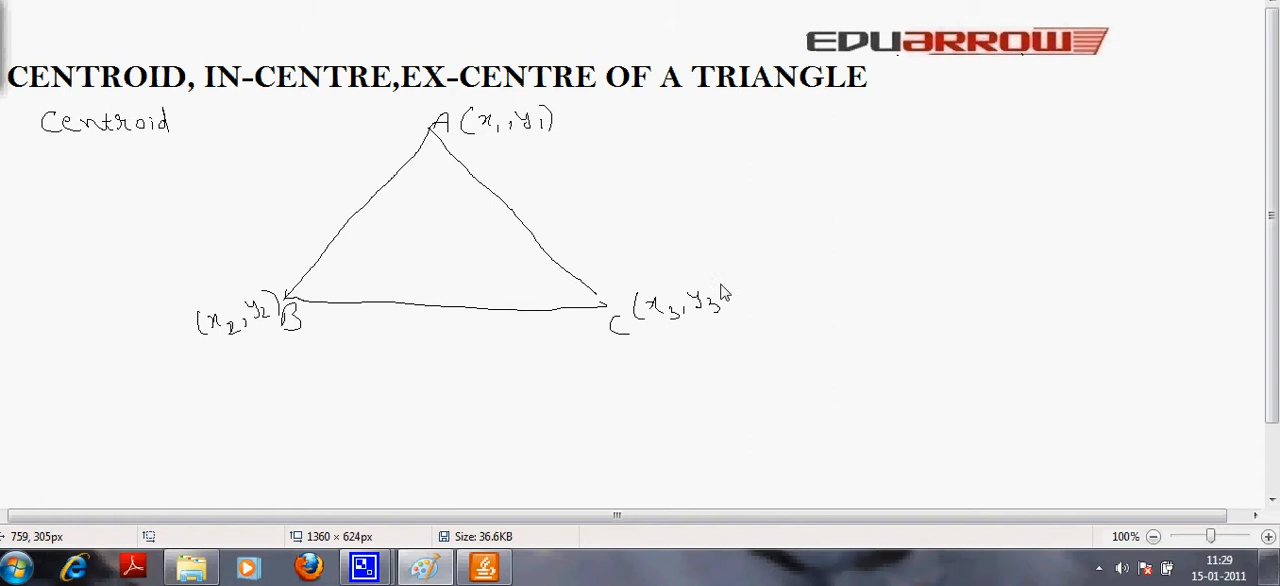 EDUARROW
CENTROID, IN-CENTRE,EX-CENTRE OF A TRIANGLE
Centroid
A (x₁, y₁)
(x₂, y₂) B
C (x₃, y₃
759, 305px
1360 × 624px
Size: 36.6KB
100%
11:29
15-01-2011